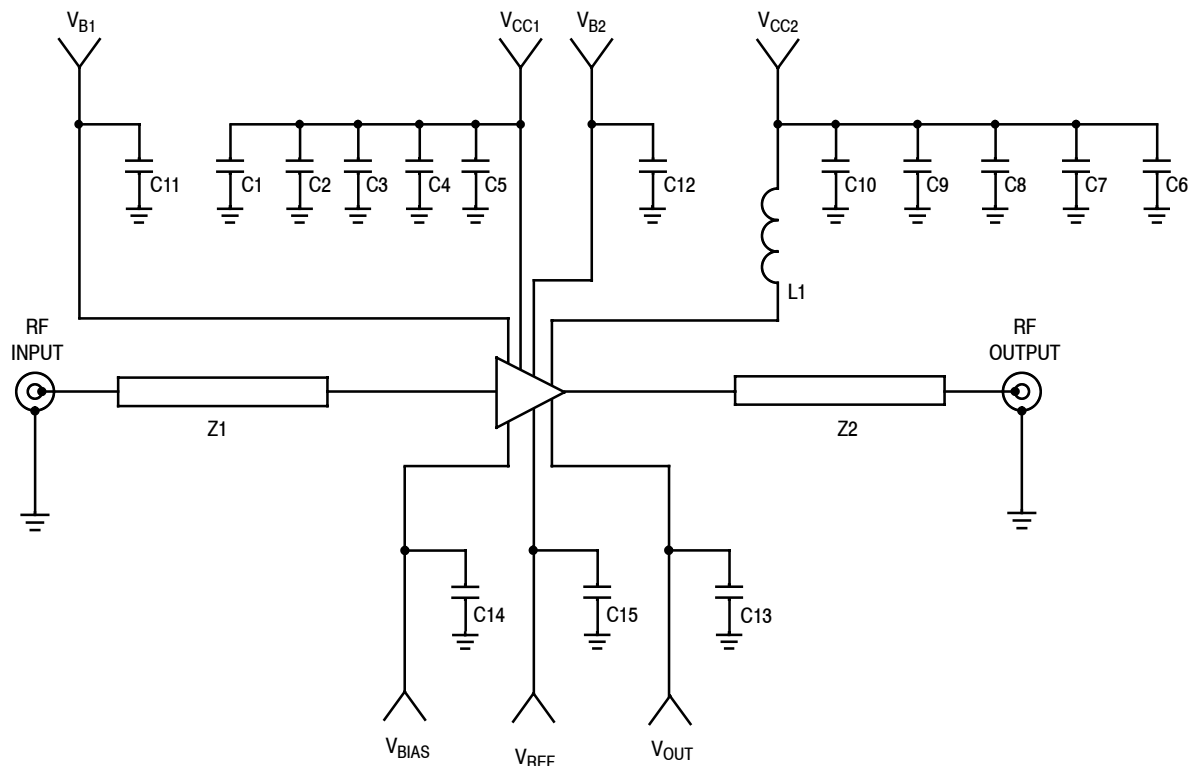 VB1 VCC1 VB2 VCC2
C11 C1 C2 C3 C4 C5 C12 C10 C9 C8 C7 C6
L1
RF
INPUT
RF
OUTPUT
Z1 Z2
C14 C15 C13
VBIAS VREF VOUT